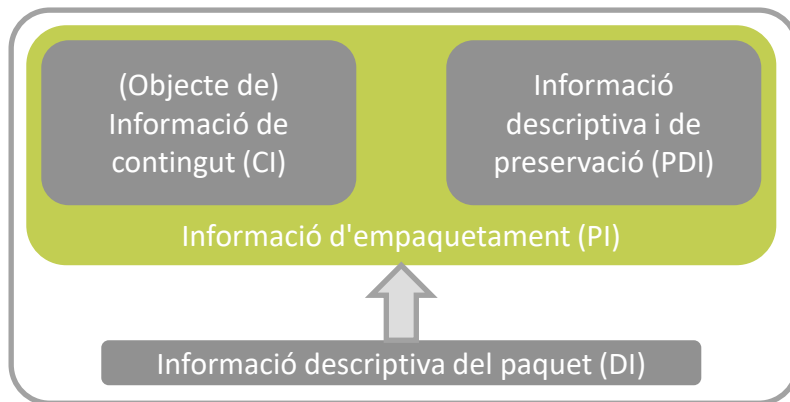 (Objecte de)
Informació de
contingut (CI)
Informació
descriptiva i de
preservació (PDI)
Informació d'empaquetament (PI)
Informació descriptiva del paquet (DI)